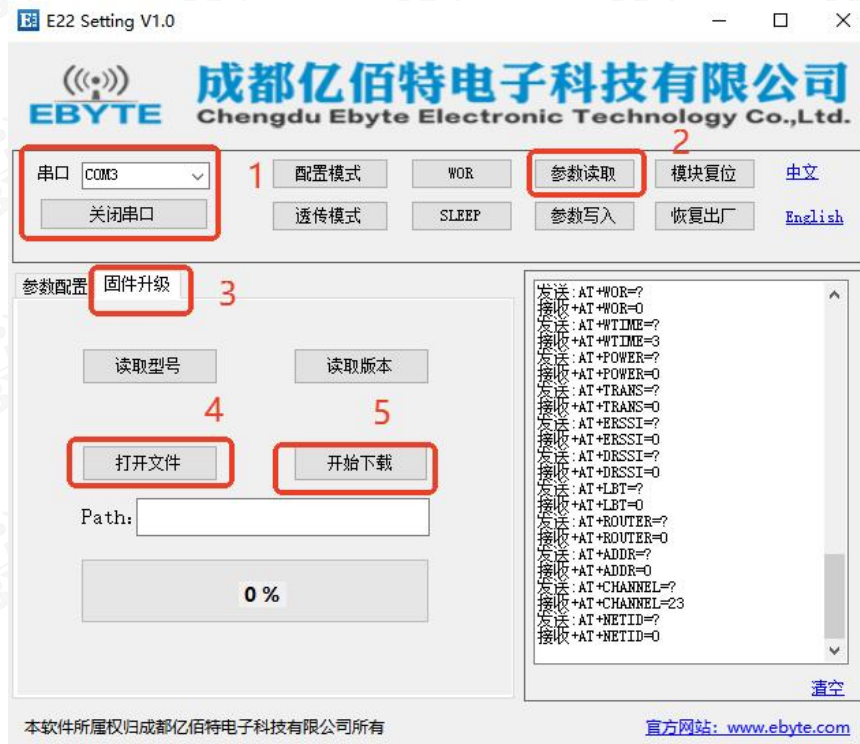 E22 Setting V1.0
EBYTE
成都亿佰特电子科技有限公司
Chengdu Ebyte Electronic Technology Co.,Ltd.
2
串口 COM3
1
配置模式 WOR 参数读取 模块复位 中文
关闭串口
透传模式 SLEEP 参数写入 恢复出厂 English
参数配置 固件升级
3
读取型号 读取版本
4 5
打开文件 开始下载
Path:
0 %
发送:AT+WOR=?
接收+AT+WOR=0
发送:AT+WTIME=?
接收+AT+WTIME=3
发送:AT+POWER=?
接收+AT+POWER=0
发送:AT+TRANS=?
接收+AT+TRANS=0
发送:AT+ERSSI=?
接收+AT+ERSSI=0
发送:AT+DRSSI=?
接收+AT+DRSSI=0
发送:AT+LBT=?
接收+AT+LBT=0
发送:AT+ROUTER=?
接收+AT+ROUTER=0
发送:AT+ADDR=?
接收+AT+ADDR=0
发送:AT+CHANNEL=?
接收+AT+CHANNEL=23
发送:AT+NETID=?
接收+AT+NETID=0
清空
本软件所属权归成都亿佰特电子科技有限公司所有
官方网站：www.ebyte.com